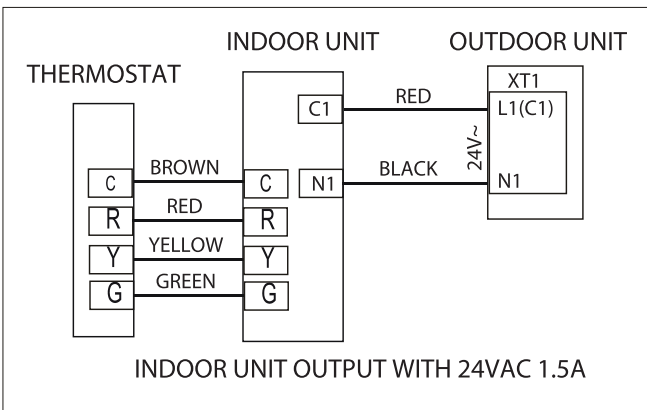 INDOOR UNIT
OUTDOOR UNIT
THERMOSTAT
XT1
C1
RED
L1(C1)
24V~
BROWN
C
C
N1
BLACK
N1
RED
R
R
YELLOW
Y
Y
GREEN
G
G
INDOOR UNIT OUTPUT WITH 24VAC 1.5A